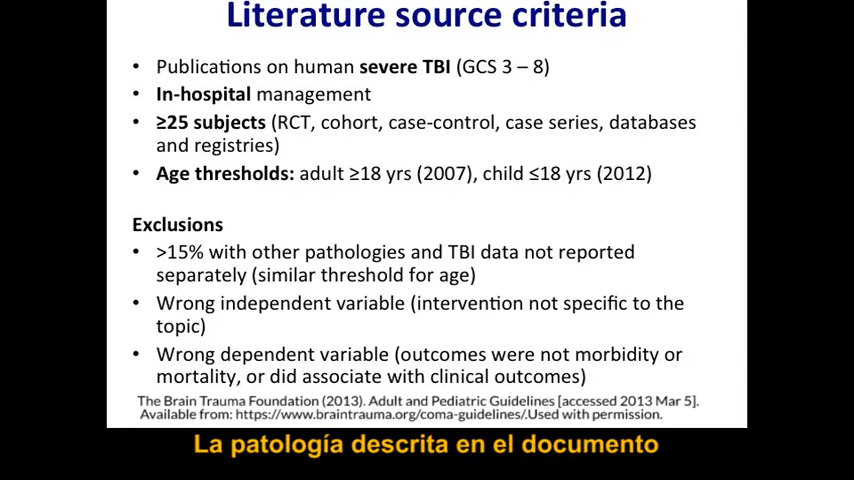 Literature source criteria
• Publications on human severe TBI (GCS 3 – 8)
• In-hospital management
• ≥25 subjects (RCT, cohort, case-control, case series, databases
and registries)
• Age thresholds: adult ≥18 yrs (2007), child ≤18 yrs (2012)
Exclusions
• >15% with other pathologies and TBI data not reported
separately (similar threshold for age)
• Wrong independent variable (intervention not specific to the
topic)
• Wrong dependent variable (outcomes were not morbidity or
mortality, or did associate with clinical outcomes)
The Brain Trauma Foundation (2013). Adult and Pediatric Guidelines [accessed 2013 Mar 5].
Available from: https://www.braintrauma.org/coma-guidelines/.Used with permission.
La patología descrita en el documento